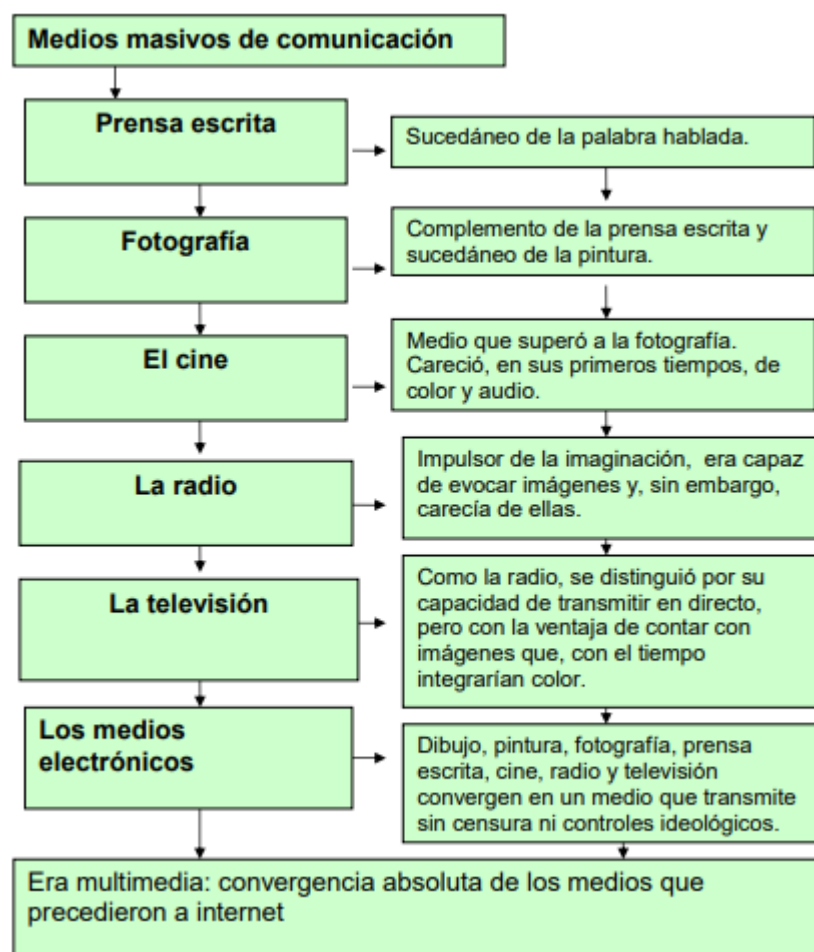 Medios masivos de comunicación
Prensa escrita
Sucedáneo de la palabra hablada.
Fotografía
Complemento de la prensa escrita y
sucedáneo de la pintura.
El cine
Medio que superó a la fotografía.
Careció, en sus primeros tiempos, de
color y audio.
La radio
Impulsor de la imaginación, era capaz
de evocar imágenes y, sin embargo,
carecía de ellas.
La televisión
Como la radio, se distinguió por su
capacidad de transmitir en directo,
pero con la ventaja de contar con
imágenes que, con el tiempo
integrarían color.
Los medios
electrónicos
Dibujo, pintura, fotografía, prensa
escrita, cine, radio y televisión
convergen en un medio que transmite
sin censura ni controles ideológicos.
Era multimedia: convergencia absoluta de los medios que
precedieron a internet